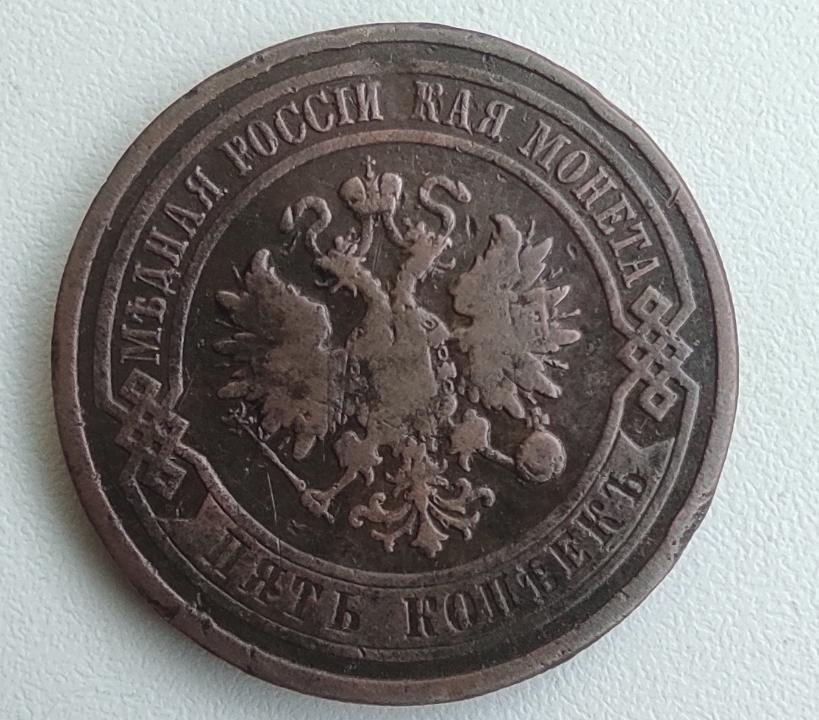 МѢДНАЯ РОССІЙСКАЯ МОНЕТА
ПЯТЬ КОПѢЕКЪ